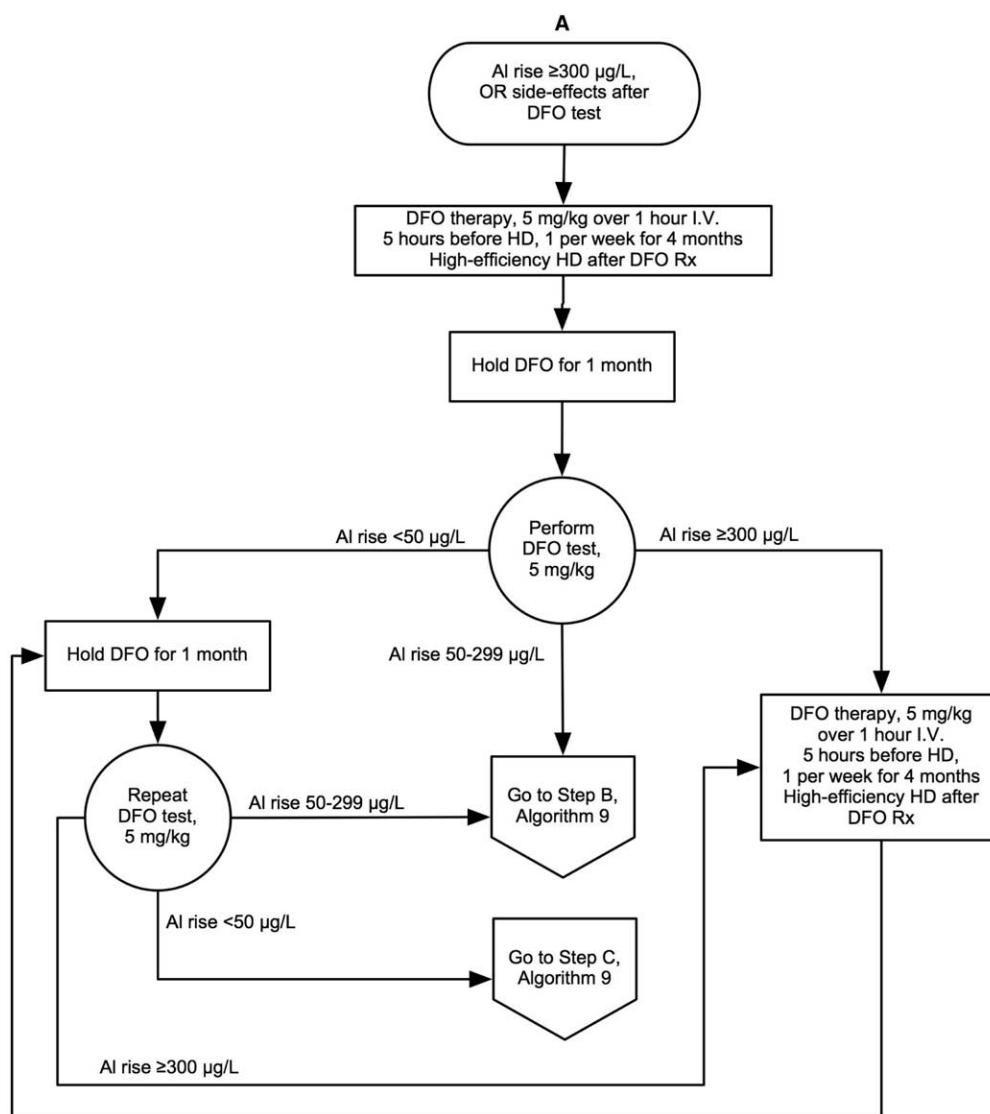 A
Al rise ≥300 µg/L,
OR side-effects after
DFO test
DFO therapy, 5 mg/kg over 1 hour I.V.
5 hours before HD, 1 per week for 4 months
High-efficiency HD after DFO Rx
Hold DFO for 1 month
Perform
DFO test,
5 mg/kg
Al rise <50 µg/L
Al rise ≥300 µg/L
Hold DFO for 1 month
Al rise 50-299 µg/L
DFO therapy, 5 mg/kg
over 1 hour I.V.
5 hours before HD,
1 per week for 4 months
High-efficiency HD after
DFO Rx
Repeat
DFO test,
5 mg/kg
Al rise 50-299 µg/L
Go to Step B,
Algorithm 9
Al rise <50 µg/L
Go to Step C,
Algorithm 9
Al rise ≥300 µg/L